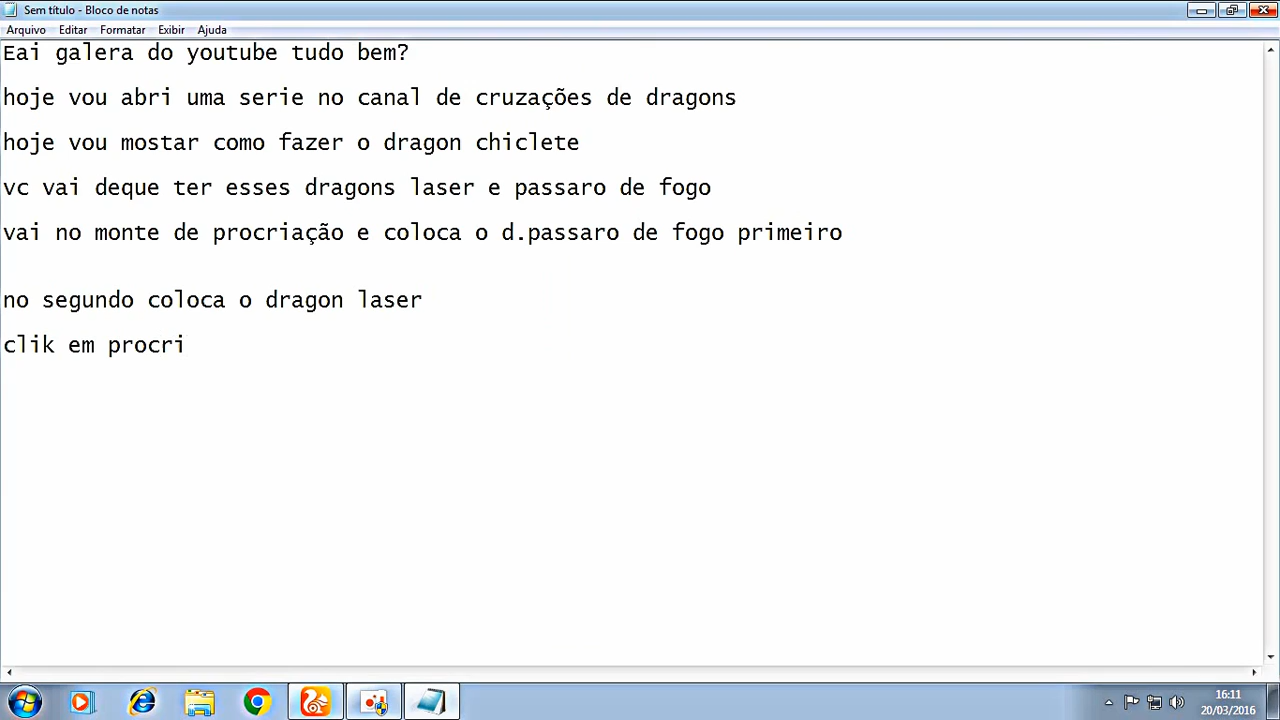 Sem título - Bloco de notas
Arquivo Editar Formatar Exibir Ajuda
Eai galera do youtube tudo bem?
hoje vou abri uma serie no canal de cruzações de dragons
hoje vou mostar como fazer o dragon chiclete
vc vai deque ter esses dragons laser e passaro de fogo
vai no monte de procriação e coloca o d.passaro de fogo primeiro
no segundo coloca o dragon laser
clik em procri
16:11
20/03/2016